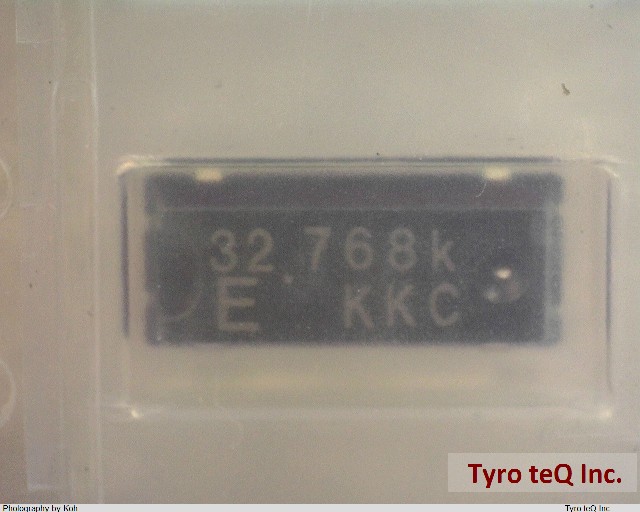 32.768k
E KKC
Tyro teQ Inc.
Photography by Koh
Tyro teQ Inc.